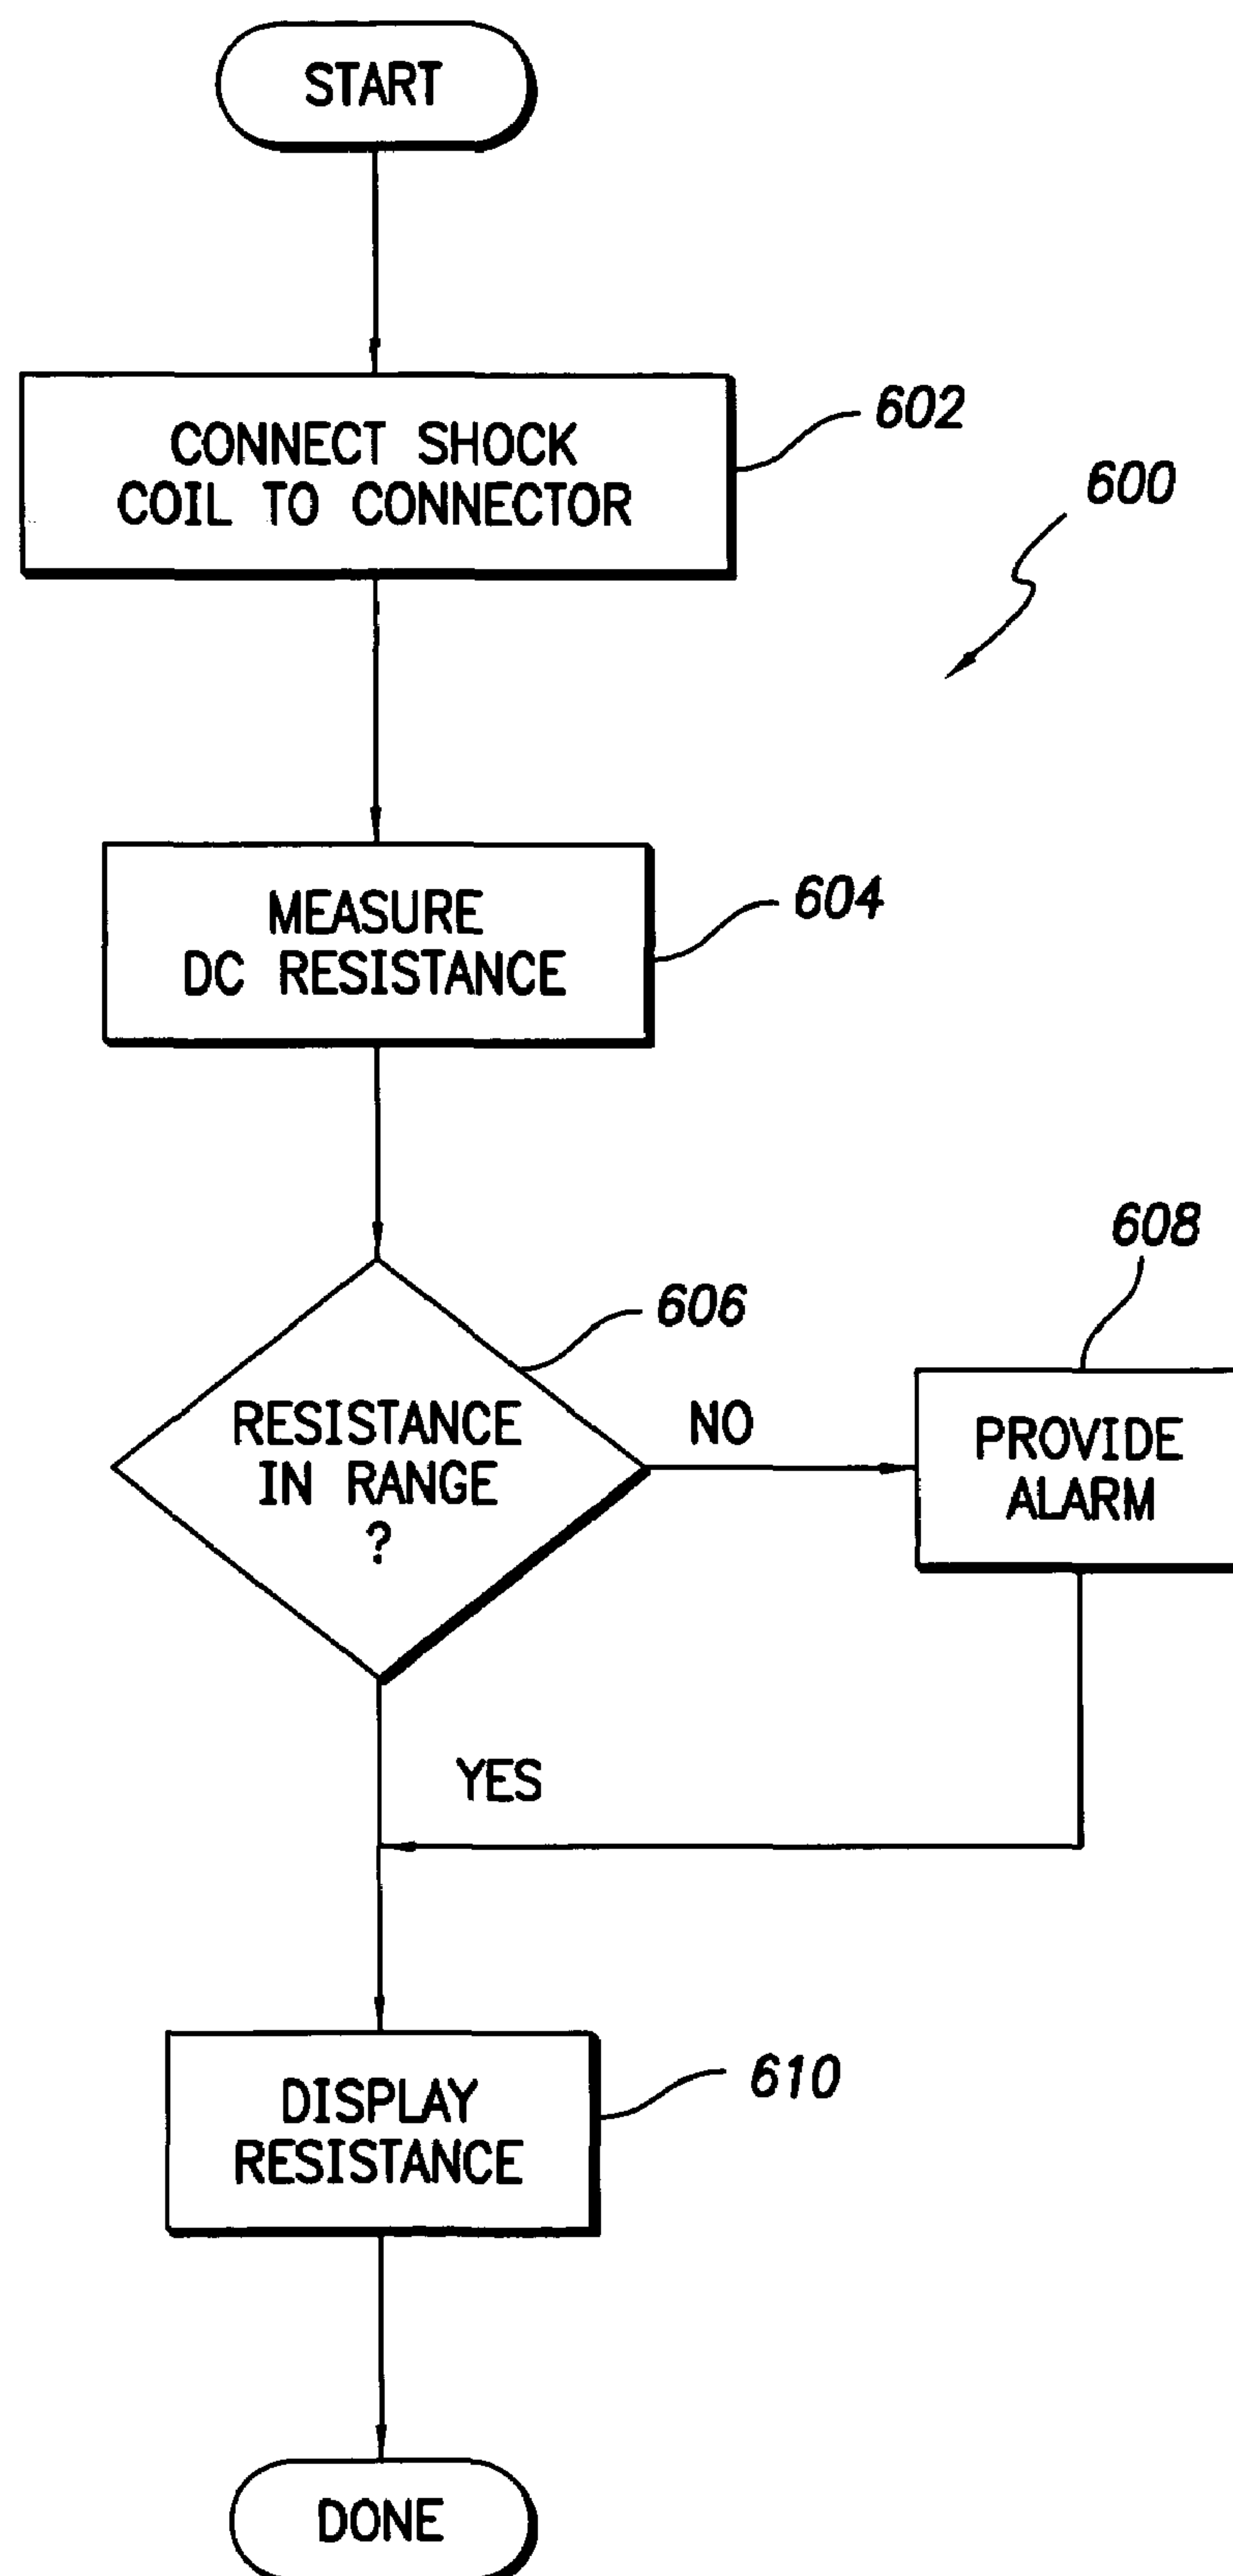 START
CONNECT SHOCK
COIL TO CONNECTOR
602
600
MEASURE
DC RESISTANCE
604
606
RESISTANCE
IN RANGE
?
NO
608
PROVIDE
ALARM
YES
DISPLAY
RESISTANCE
610
DONE